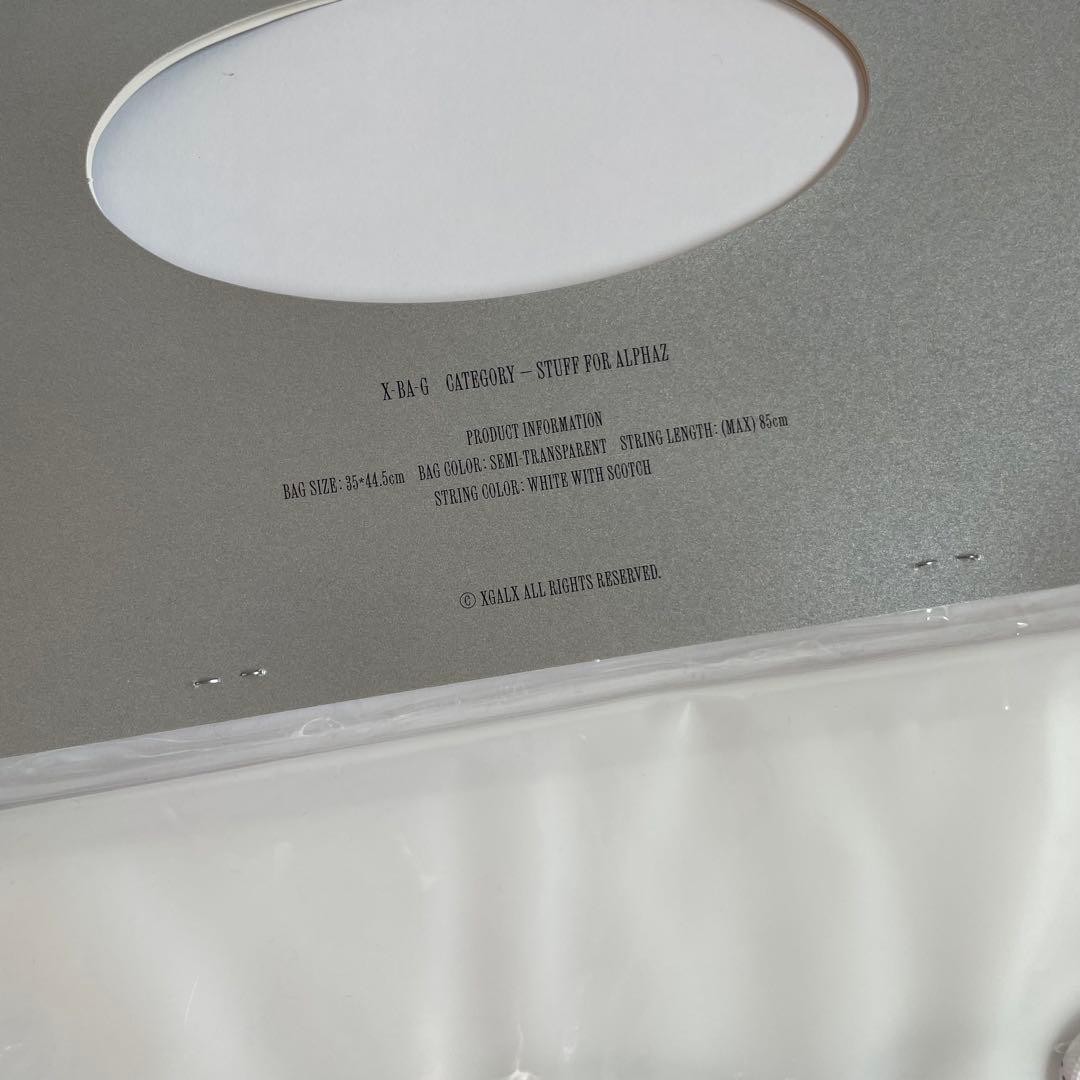 X-BA-G CATEGORY – STUFF FOR ALPHAZ
PRODUCT INFORMATION
BAG SIZE: 35*44.5cm BAG COLOR: SEMI-TRANSPARENT STRING LENGTH: (MAX) 85cm
STRING COLOR: WHITE WITH SCOTCH
© XGALX ALL RIGHTS RESERVED.